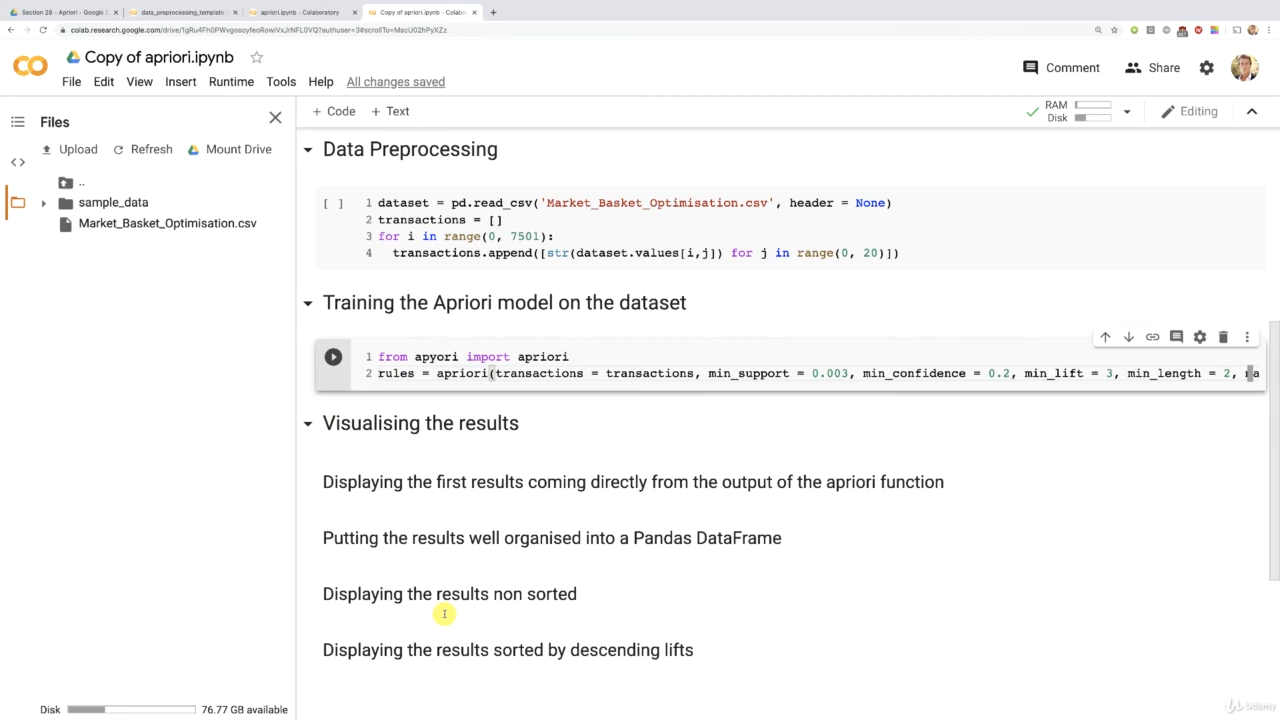 Section 28 - Apriori - Google D
data_preprocessing_template.
apriori.ipynb - Colaboratory
Copy of apriori.ipynb - Colabo
colab.research.google.com/drive/1gRu4Fh0PWvgosoyfeoRowiVxJrNFL0VQ?authuser=3#scrollTo=MacU02hPyXZz
Copy of apriori.ipynb
File Edit View Insert Runtime Tools Help All changes saved
Comment Share
+ Code + Text
RAM
Disk
Editing
Files
Upload Refresh Mount Drive
..
sample_data
Market_Basket_Optimisation.csv
Data Preprocessing
[ ]
1 dataset = pd.read_csv('Market_Basket_Optimisation.csv', header = None)
2 transactions = []
3 for i in range(0, 7501):
4 transactions.append([str(dataset.values[i,j]) for j in range(0, 20)])
Training the Apriori model on the dataset
1 from apyori import apriori
2 rules = apriori(transactions = transactions, min_support = 0.003, min_confidence = 0.2, min_lift = 3, min_length = 2, ma
Visualising the results
Displaying the first results coming directly from the output of the apriori function
Putting the results well organised into a Pandas DataFrame
Displaying the results non sorted
Displaying the results sorted by descending lifts
Disk 76.77 GB available
Udemy